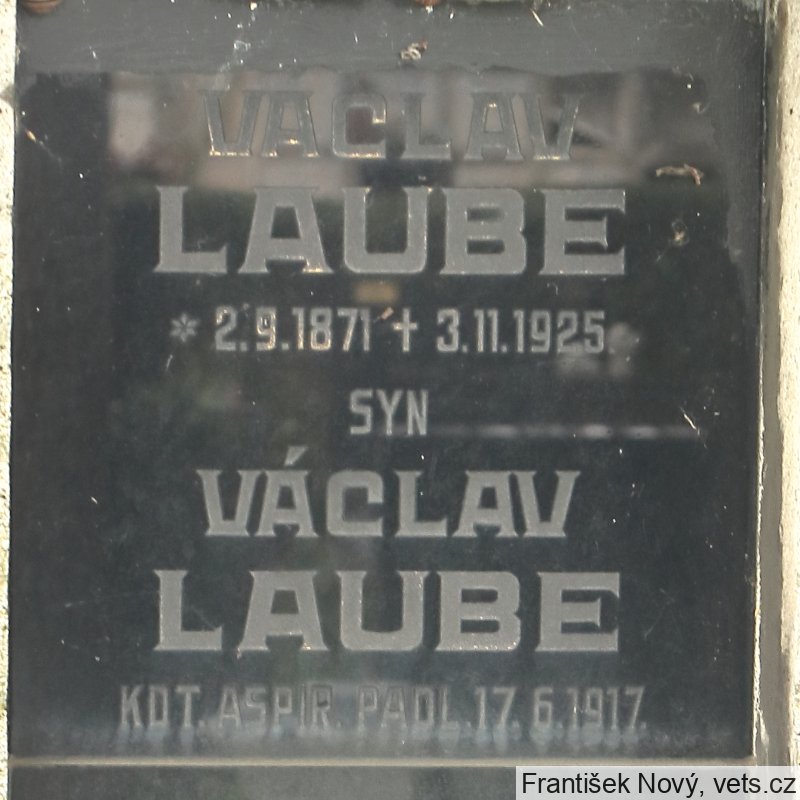 VÁCLAV
LAUBE
* 2.9.1871 † 3.11.1925.
SYN
VÁCLAV
LAUBE
KDT. ASPIR. PADL. 17. 6. 1917.
František Nový, vets.cz